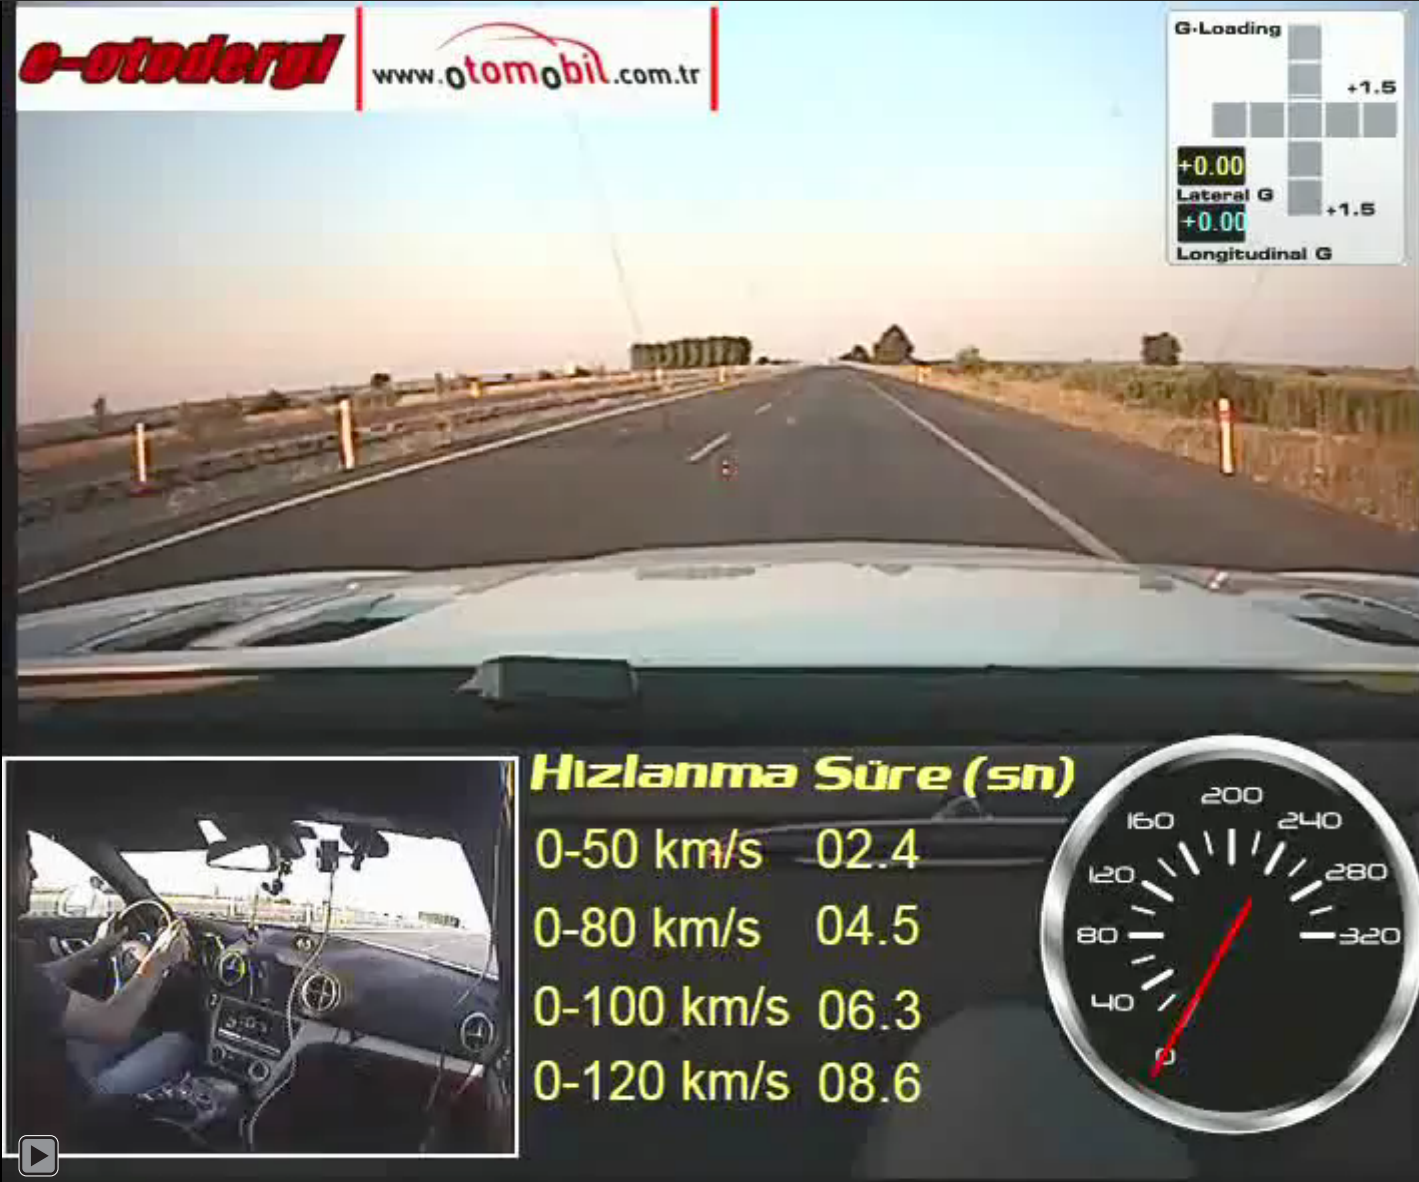 e-otodergi
www.otomobil.com.tr
G-Loading
+1.5
+0.00
Lateral G
+0.00
+1.5
Longitudinal G
Hızlanma Süre (sn)
0-50 km/s 02.4
0-80 km/s 04.5
0-100 km/s 06.3
0-120 km/s 08.6
200
160
240
120
280
80
320
40
0